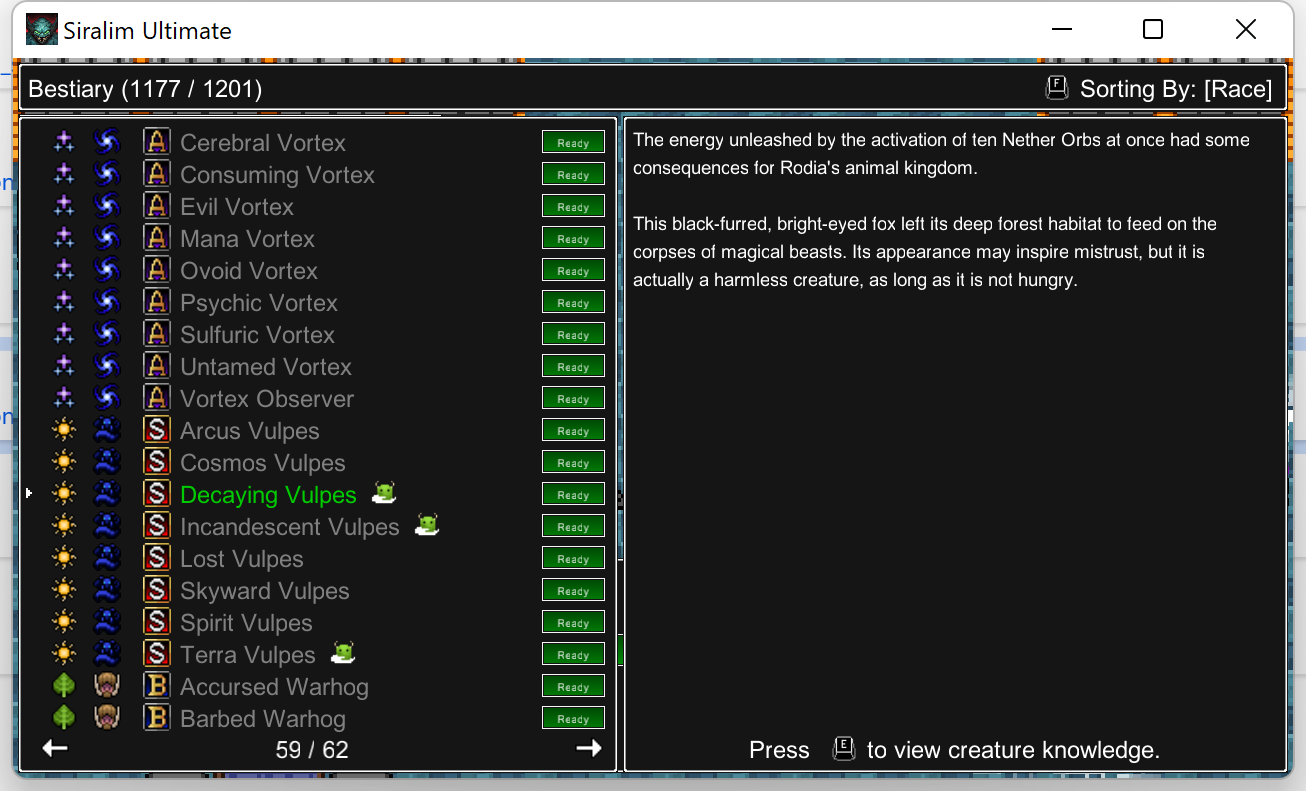 Siralim Ultimate
Bestiary (1177 / 1201)
F Sorting By: [Race]
A Cerebral Vortex Ready
A Consuming Vortex Ready
A Evil Vortex Ready
A Mana Vortex Ready
A Ovoid Vortex Ready
A Psychic Vortex Ready
A Sulfuric Vortex Ready
A Untamed Vortex Ready
A Vortex Observer Ready
S Arcus Vulpes Ready
S Cosmos Vulpes Ready
S Decaying Vulpes Ready
S Incandescent Vulpes Ready
S Lost Vulpes Ready
S Skyward Vulpes Ready
S Spirit Vulpes Ready
S Terra Vulpes Ready
B Accursed Warhog Ready
B Barbed Warhog Ready
59 / 62
The energy unleashed by the activation of ten Nether Orbs at once had some
consequences for Rodia's animal kingdom.
This black-furred, bright-eyed fox left its deep forest habitat to feed on the
corpses of magical beasts. Its appearance may inspire mistrust, but it is
actually a harmless creature, as long as it is not hungry.
Press E to view creature knowledge.